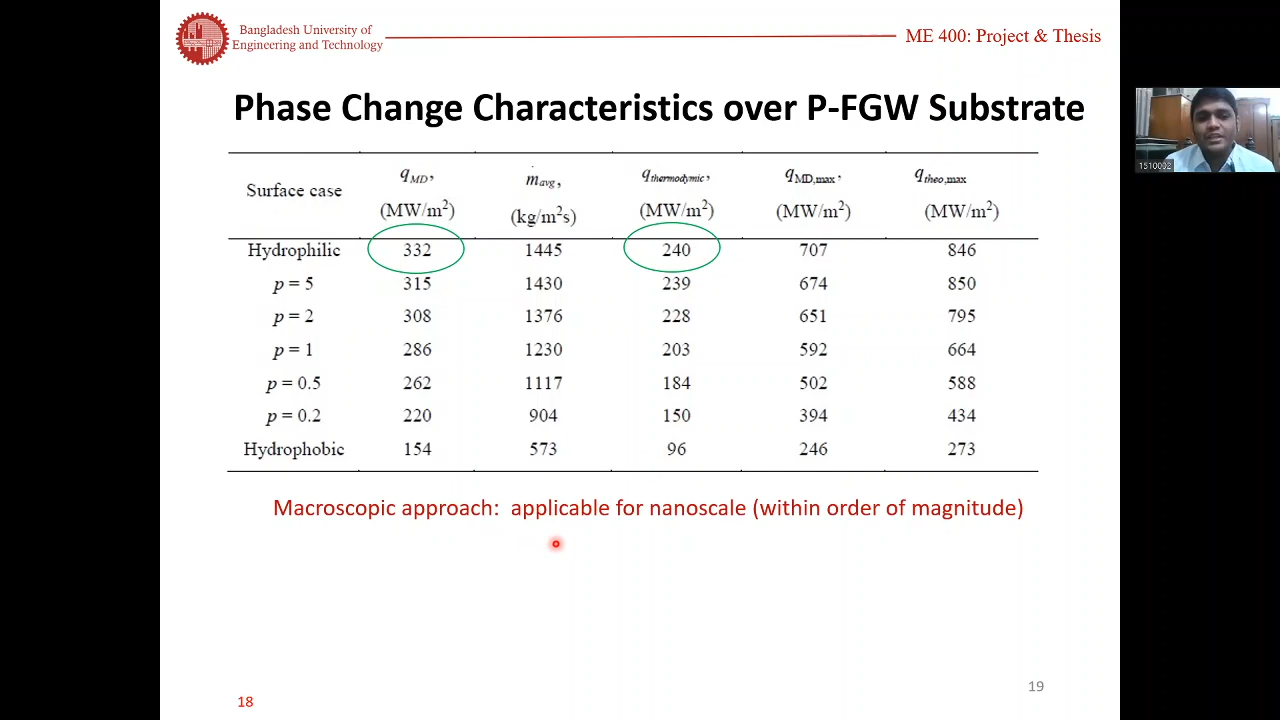 Bangladesh University of
Engineering and Technology
ME 400: Project & Thesis
Phase Change Characteristics over P-FGW Substrate
Surface case q_MD, (MW/m²) ṁ_avg, (kg/m²s) q_thermodymic, (MW/m²) q_MD,max, (MW/m²) q_theo,max (MW/m²)
Hydrophilic 332 1445 240 707 846
p = 5 315 1430 239 674 850
p = 2 308 1376 228 651 795
p = 1 286 1230 203 592 664
p = 0.5 262 1117 184 502 588
p = 0.2 220 904 150 394 434
Hydrophobic 154 573 96 246 273
Macroscopic approach: applicable for nanoscale (within order of magnitude)
18
19
1510002